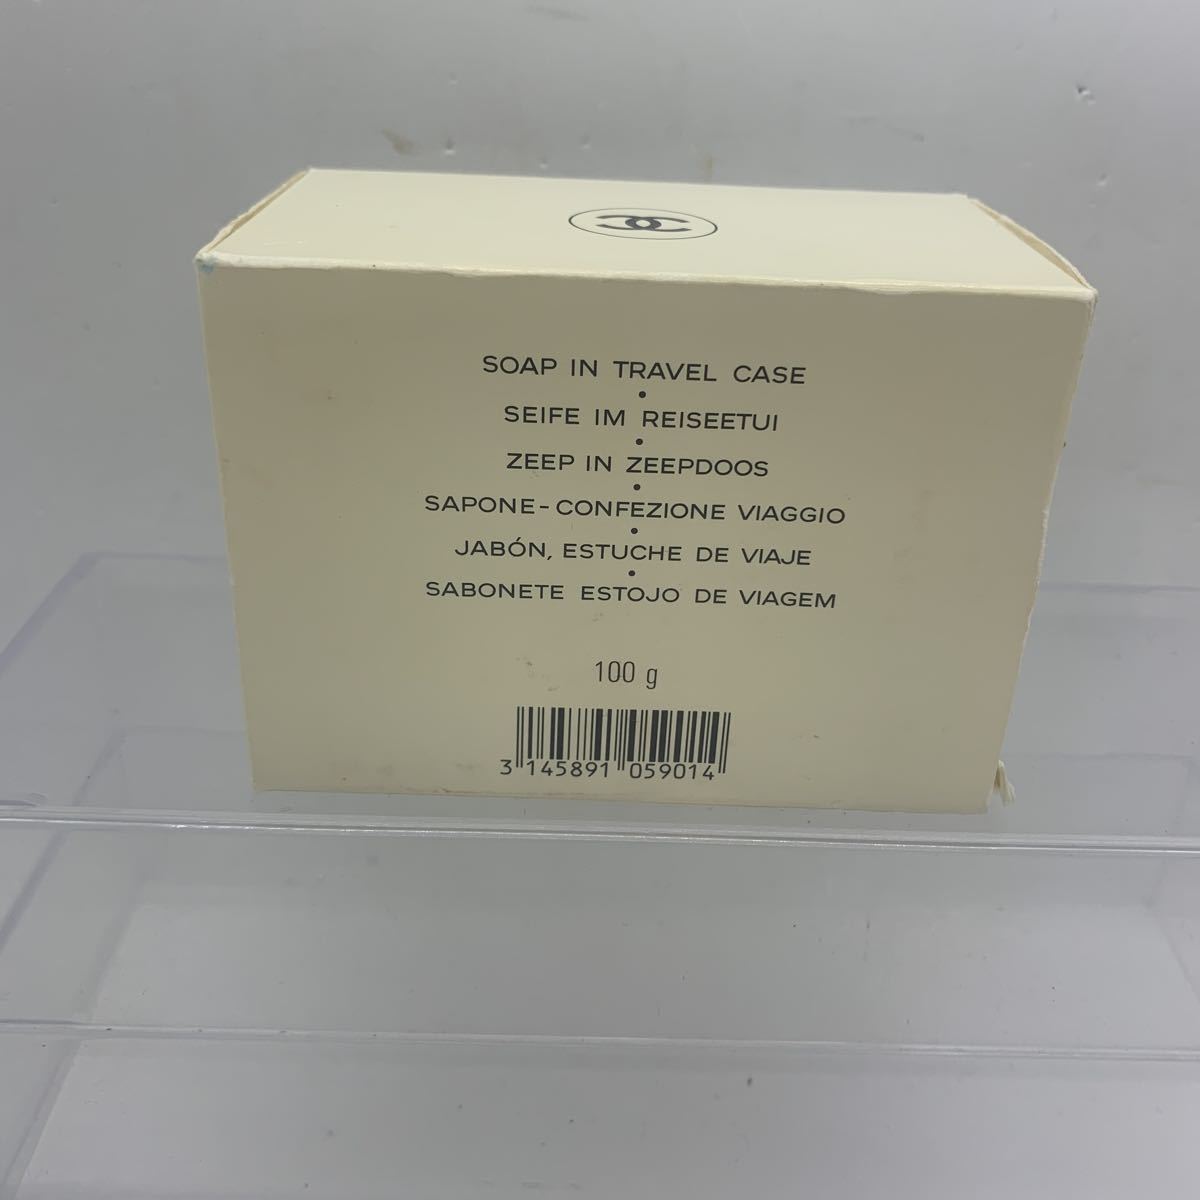 SOAP IN TRAVEL CASE
•
SEIFE IM REISEETUI
•
ZEEP IN ZEEPDOOS
•
SAPONE-CONFEZIONE VIAGGIO
•
JABÓN, ESTUCHE DE VIAJE
•
SABONETE ESTOJO DE VIAGEM
100 g
3 145891 059014